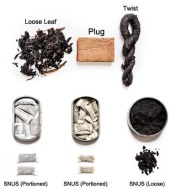 Twist
Loose Leaf
Plug
SNUS (Portioned)
SNUS (Portioned)
SNUS (Loose)